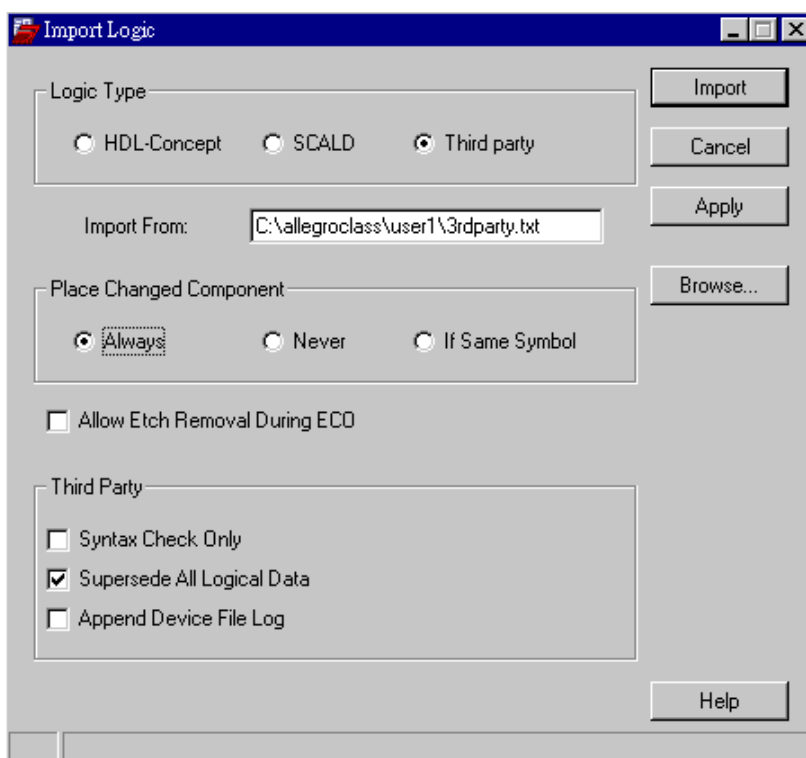 Import Logic
Logic Type
HDL-Concept SCALD Third party
Import From: C:\allegroclass\user1\3rdparty.txt
Place Changed Component
Always Never If Same Symbol
Allow Etch Removal During ECO
Third Party
Syntax Check Only
Supersede All Logical Data
Append Device File Log
Import
Cancel
Apply
Browse...
Help